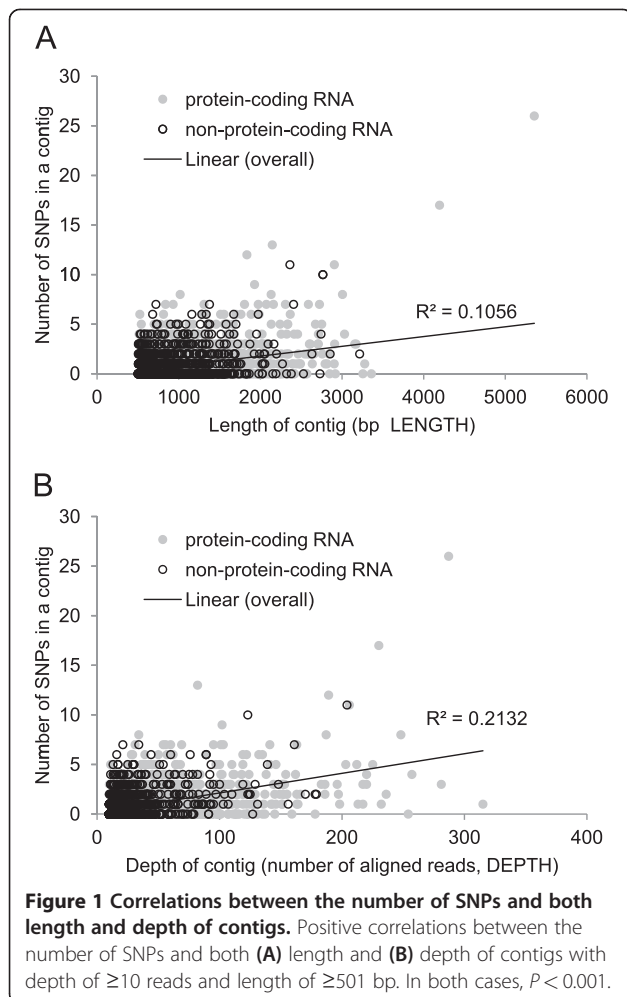 A
30
25
20
15
10
5
0
Number of SNPs in a contig
protein-coding RNA
non-protein-coding RNA
Linear (overall)
R² = 0.1056
0 1000 2000 3000 4000 5000 6000
Length of contig (bp LENGTH)
B
30
25
20
15
10
5
0
Number of SNPs in a contig
protein-coding RNA
non-protein-coding RNA
Linear (overall)
R² = 0.2132
0 100 200 300 400
Depth of contig (number of aligned reads, DEPTH)
Figure 1 Correlations between the number of SNPs and both
length and depth of contigs. Positive correlations between the
number of SNPs and both (A) length and (B) depth of contigs with
depth of ≥10 reads and length of ≥501 bp. In both cases, P < 0.001.